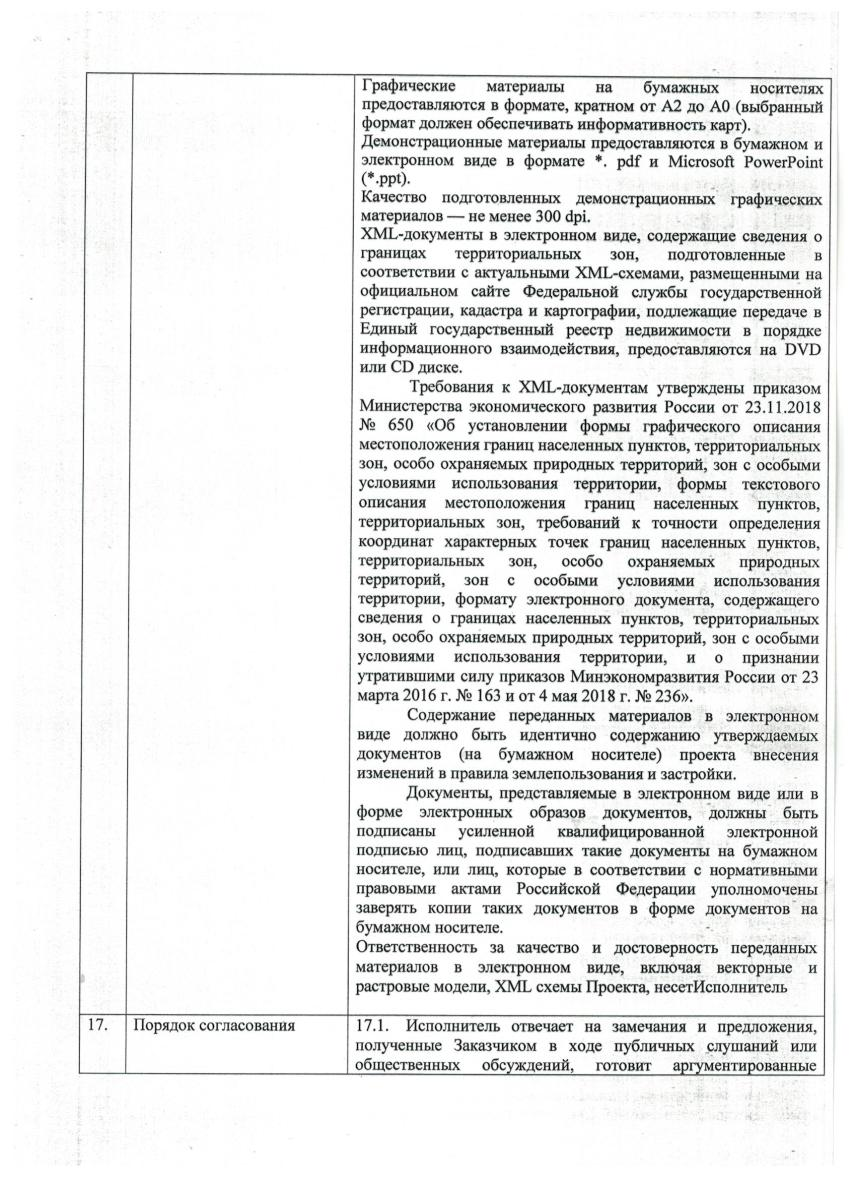 Графические материалы на бумажных носителях
предоставляются в формате, кратном от А2 до А0 (выбранный
формат должен обеспечивать информативность карт).
Демонстрационные материалы предоставляются в бумажном и
электронном виде в формате *. pdf и Microsoft PowerPoint
(*.ppt).
Качество подготовленных демонстрационных графических
материалов — не менее 300 dpi.
XML-документы в электронном виде, содержащие сведения о
границах территориальных зон, подготовленные в
соответствии с актуальными XML-схемами, размещенными на
официальном сайте Федеральной службы государственной
регистрации, кадастра и картографии, подлежащие передаче в
Единый государственный реестр недвижимости в порядке
информационного взаимодействия, предоставляются на DVD
или CD диске.
Требования к XML-документам утверждены приказом
Министерства экономического развития России от 23.11.2018
№ 650 «Об установлении формы графического описания
местоположения границ населенных пунктов, территориальных
зон, особо охраняемых природных территорий, зон с особыми
условиями использования территории, формы текстового
описания местоположения границ населенных пунктов,
территориальных зон, требований к точности определения
координат характерных точек границ населенных пунктов,
территориальных зон, особо охраняемых природных
территорий, зон с особыми условиями использования
территории, формату электронного документа, содержащего
сведения о границах населенных пунктов, территориальных
зон, особо охраняемых природных территорий, зон с особыми
условиями использования территории, и о признании
утратившими силу приказов Минэкономразвития России от 23
марта 2016 г. № 163 и от 4 мая 2018 г. № 236».
Содержание переданных материалов в электронном
виде должно быть идентично содержанию утверждаемых
документов (на бумажном носителе) проекта внесения
изменений в правила землепользования и застройки.
Документы, представляемые в электронном виде или в
форме электронных образов документов, должны быть
подписаны усиленной квалифицированной электронной
подписью лиц, подписавших такие документы на бумажном
носителе, или лиц, которые в соответствии с нормативными
правовыми актами Российской Федерации уполномочены
заверять копии таких документов в форме документов на
бумажном носителе.
Ответственность за качество и достоверность переданных
материалов в электронном виде, включая векторные и
растровые модели, XML схемы Проекта, несетИсполнитель
17. Порядок согласования 17.1. Исполнитель отвечает на замечания и предложения,
полученные Заказчиком в ходе публичных слушаний или
общественных обсуждений, готовит аргументированные